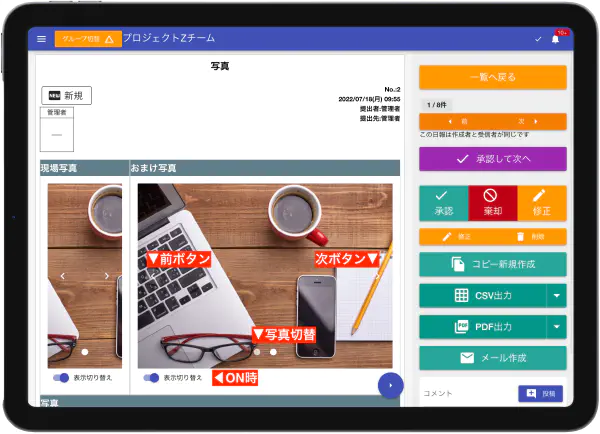 グループ切替
プロジェクトZチーム
10+
写真
NEW 新規
管理者
No.:2
2022/07/18(月) 09:55
提出者:管理者
提出先:管理者
現場写真 おまけ写真
▼前ボタン 次ボタン▼
▼写真切替
表示切り替え 表示切り替え ◀ON時
写真
一覧へ戻る
1 / 8件
前 次
この日報は作成者と受信者が同じです
承認して次へ
承認 棄却 修正
修正 削除
コピー新規作成
CSV出力
PDF PDF出力
メール作成
コメント 投稿